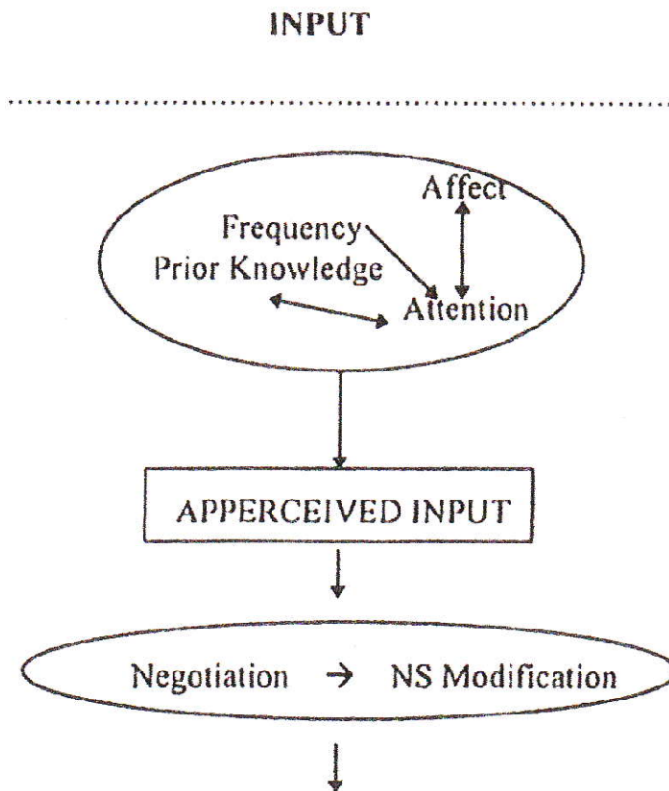 INPUT
Affect
Frequency
Prior Knowledge
Attention
APPERCEIVED INPUT
Negotiation → NS Modification